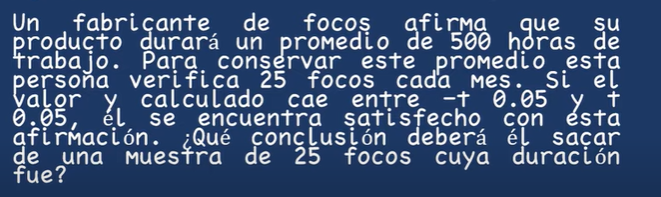 Un fabricante de focos afirma que su
producto durará un promedio de 500 horas de
trabajo. Para conservar este promedio esta
persona verifica 25 focos cada mes. Si el
valor y calculado cae entre –t 0.05 y t
0.05, él se encuentra satisfecho con esta
afirmación. ¿Qué conclusión deberá él sacar
de una muestra de 25 focos cuya duración
fue?